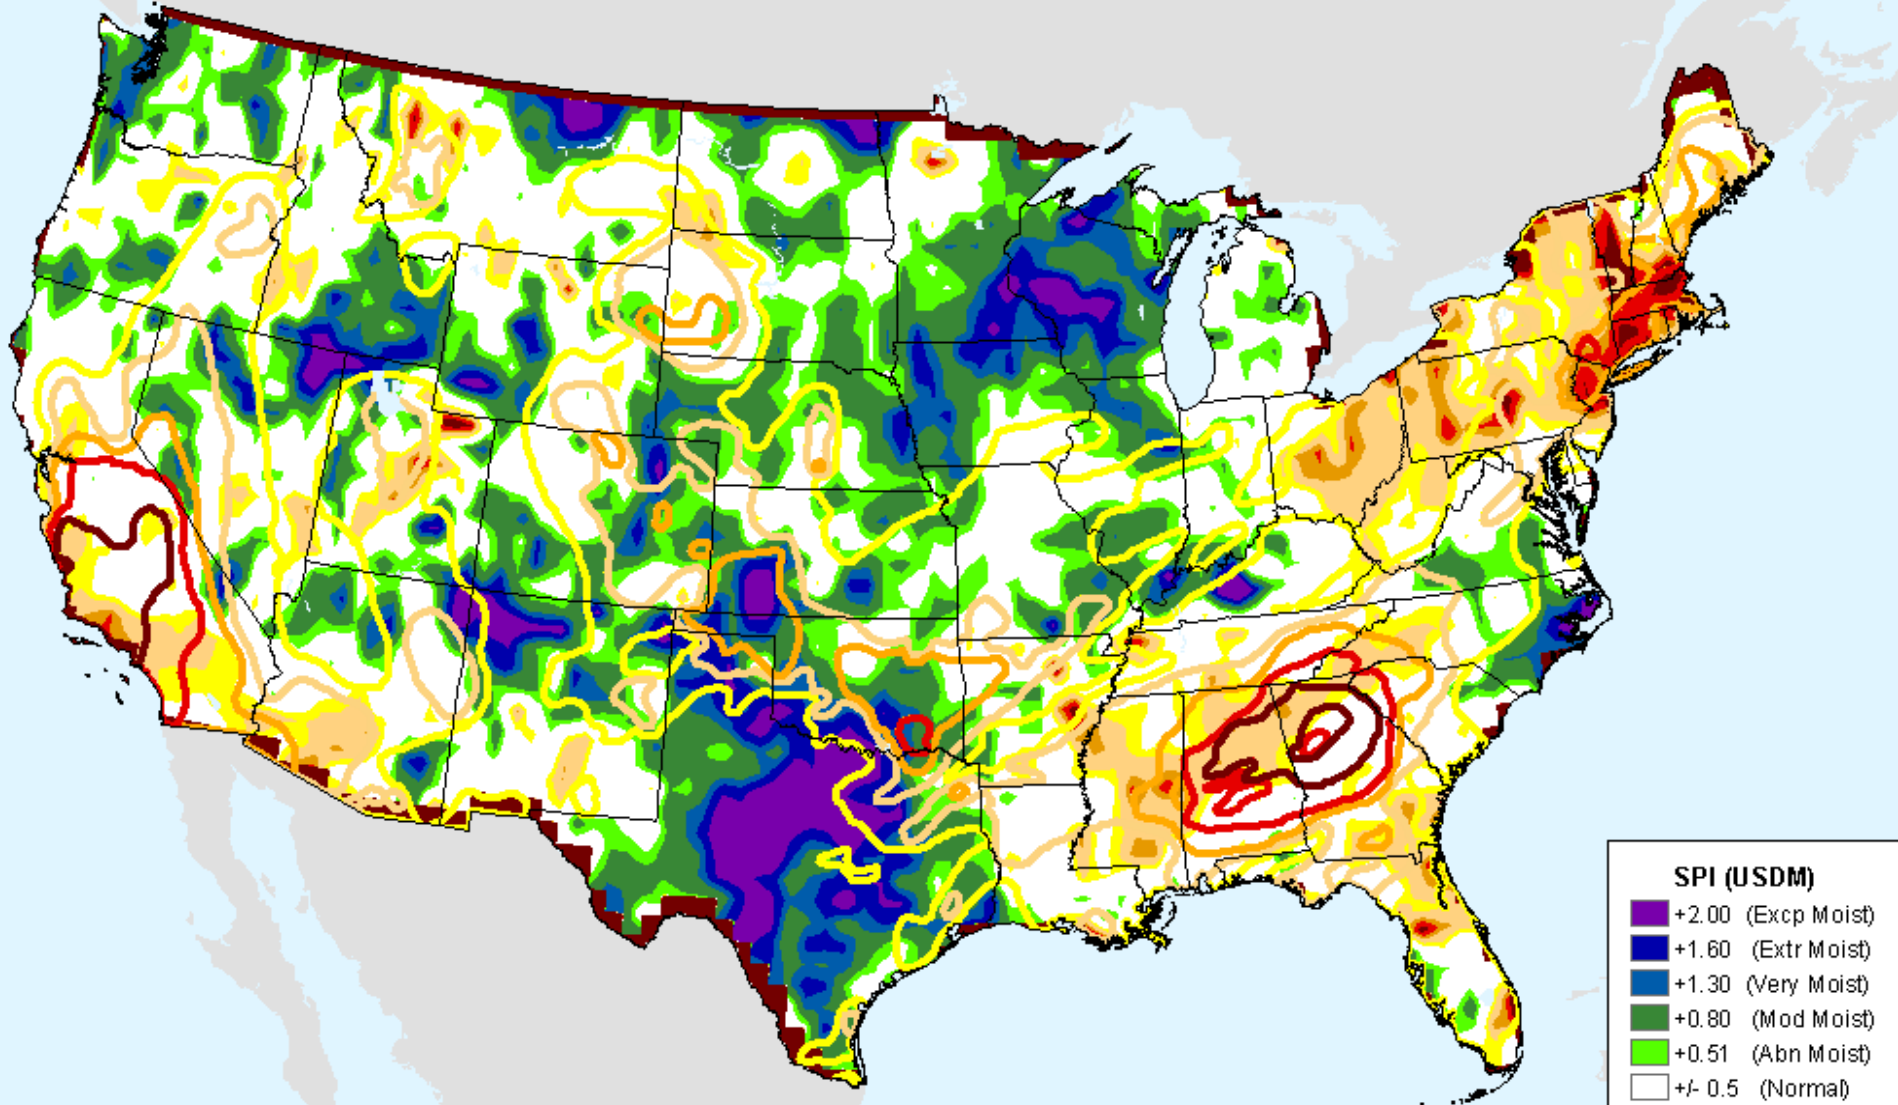 SPI (USDM)
+2.00 (Excp Moist)
+1.60 (Extr Moist)
+1.30 (Very Moist)
+0.80 (Mod Moist)
+0.51 (Abn Moist)
+/- 0.5 (Normal)